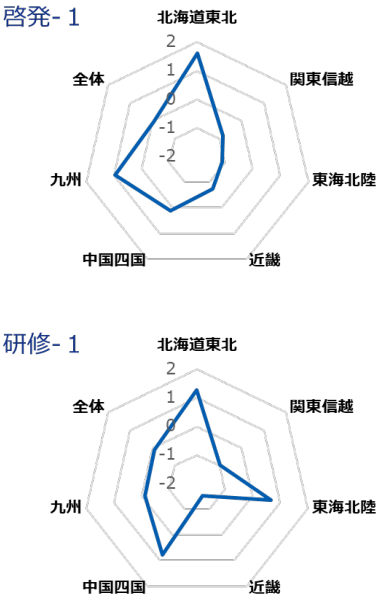 啓発- 1
北海道東北
2
1
0
-1
-2
関東信越
東海北陸
近畿
中国四国
九州
全体
研修- 1
北海道東北
2
1
0
-1
-2
関東信越
東海北陸
近畿
中国四国
九州
全体